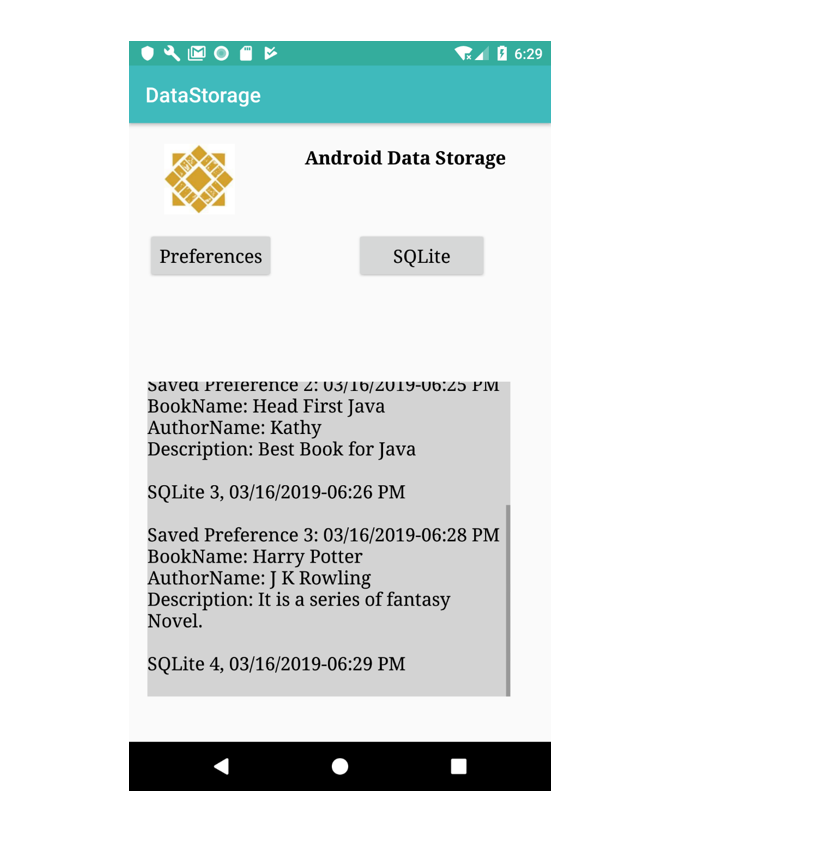 6:29
DataStorage
Android Data Storage
Preferences SQLite
Saved Preference 2: 03/16/2019-06:25 PM
BookName: Head First Java
AuthorName: Kathy
Description: Best Book for Java
SQLite 3, 03/16/2019-06:26 PM
Saved Preference 3: 03/16/2019-06:28 PM
BookName: Harry Potter
AuthorName: J K Rowling
Description: It is a series of fantasy
Novel.
SQLite 4, 03/16/2019-06:29 PM